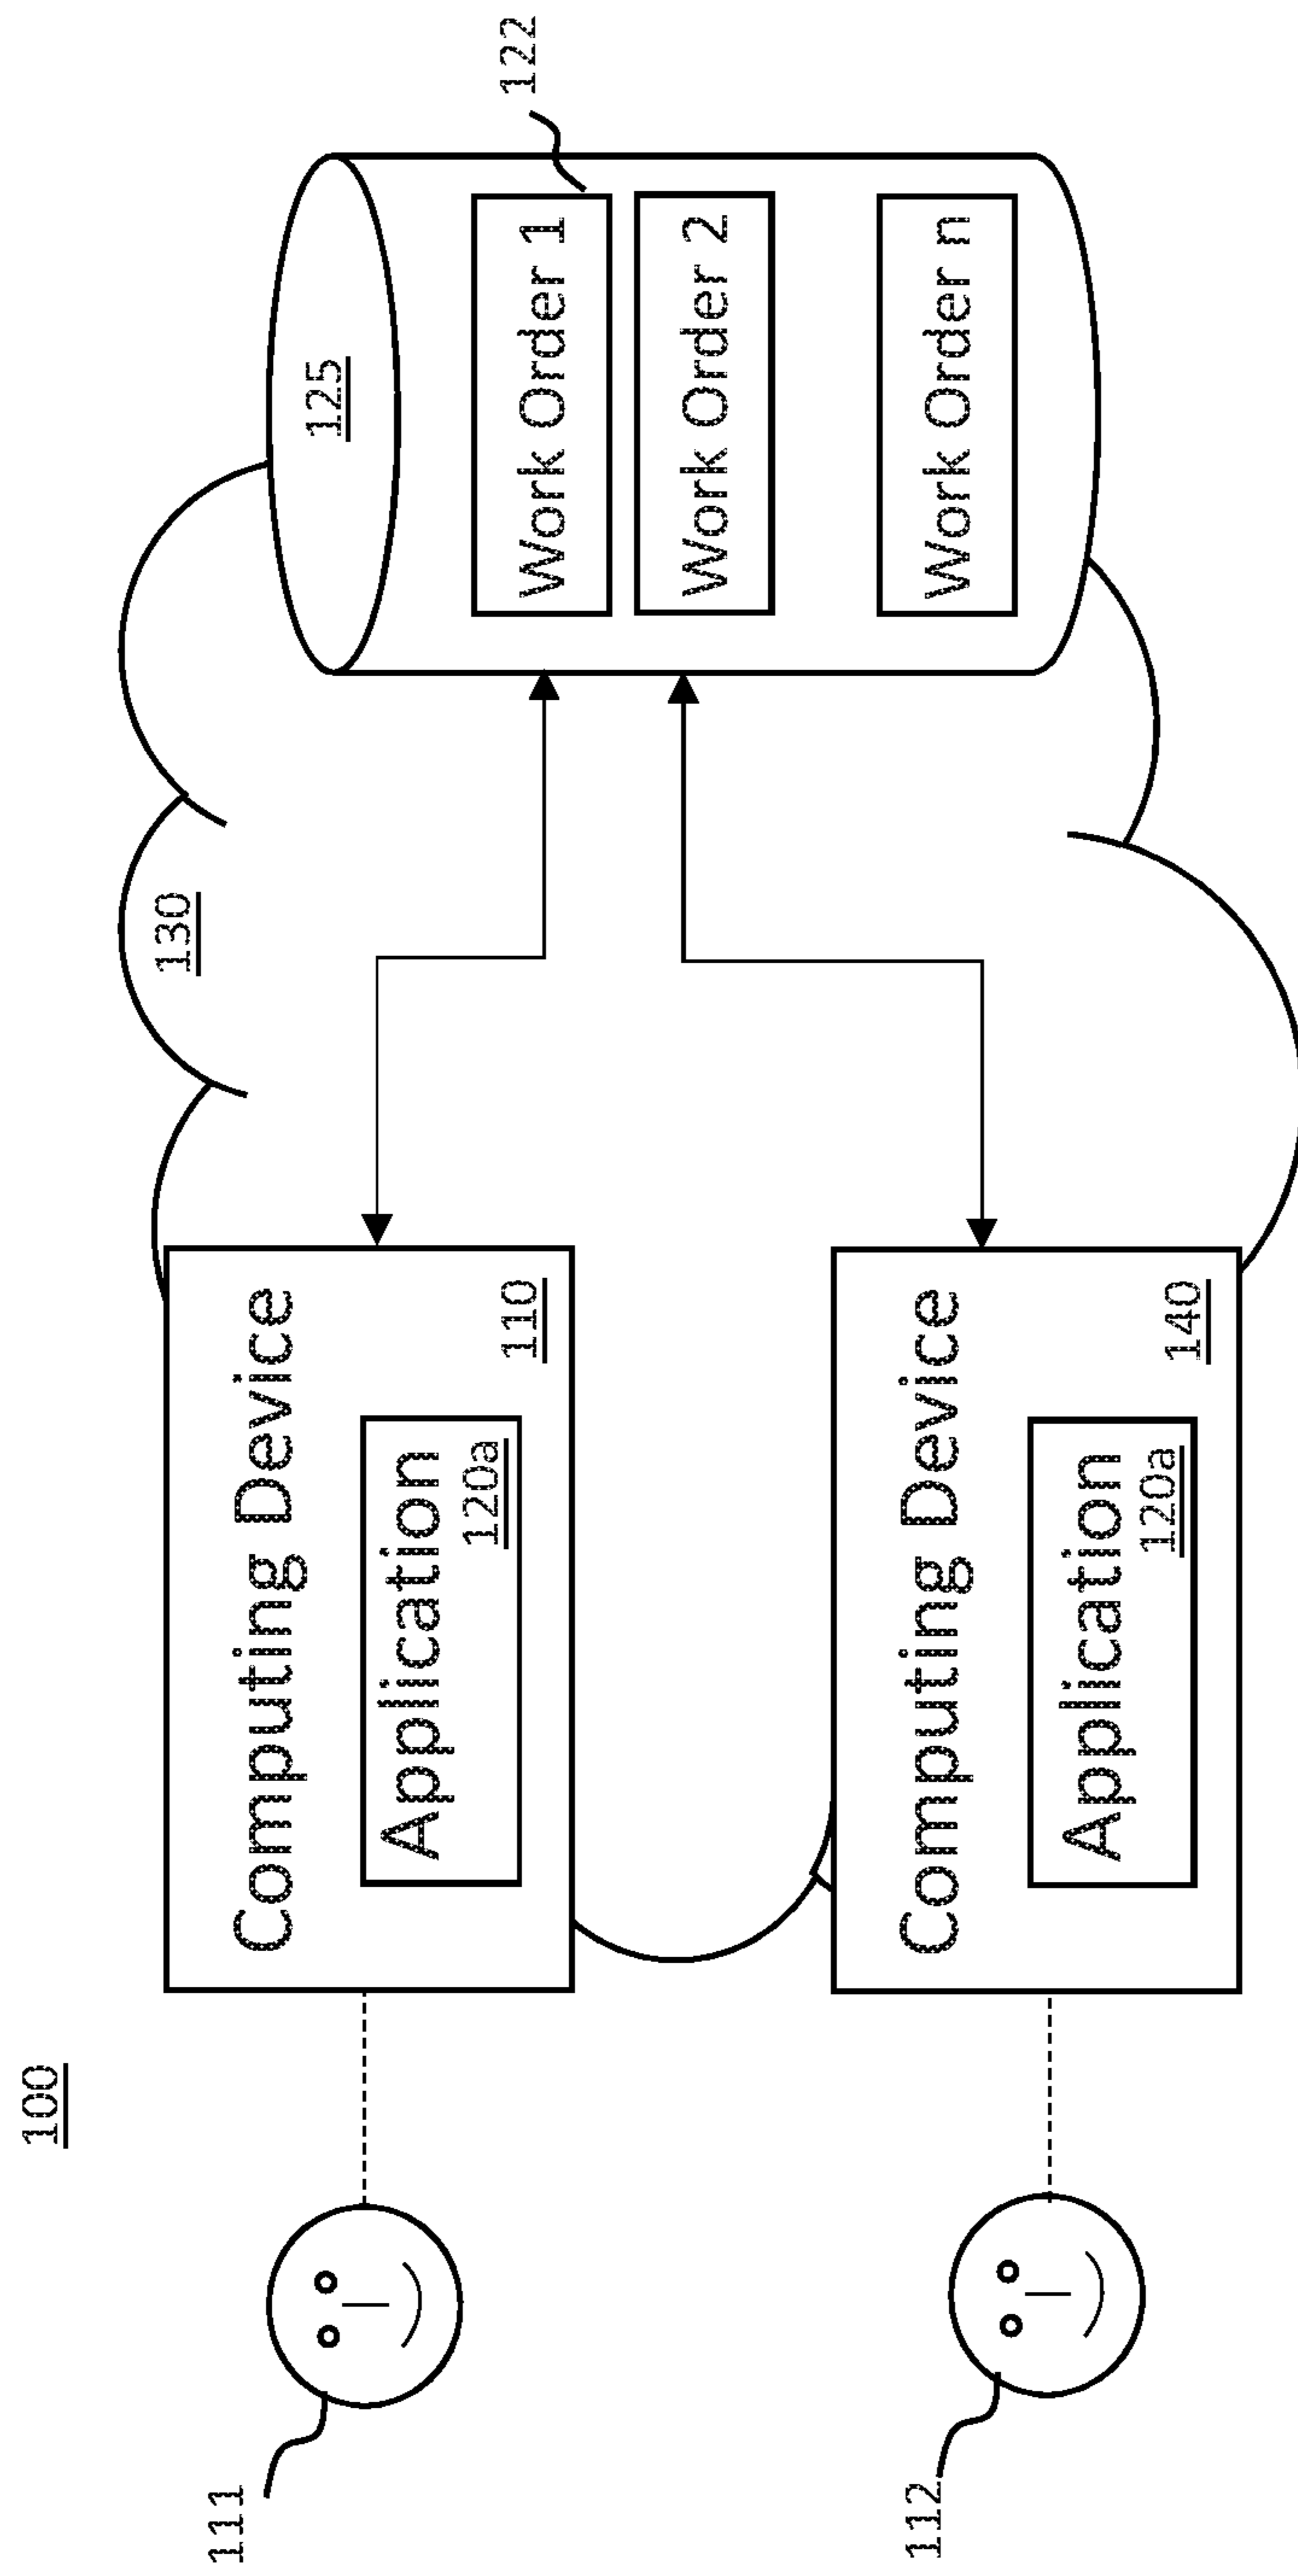 100
130
125
122
111
Computing Device
110
Application
120a
Work Order 1
Work Order 2
Work Order n
112
Computing Device
140
Application
120a